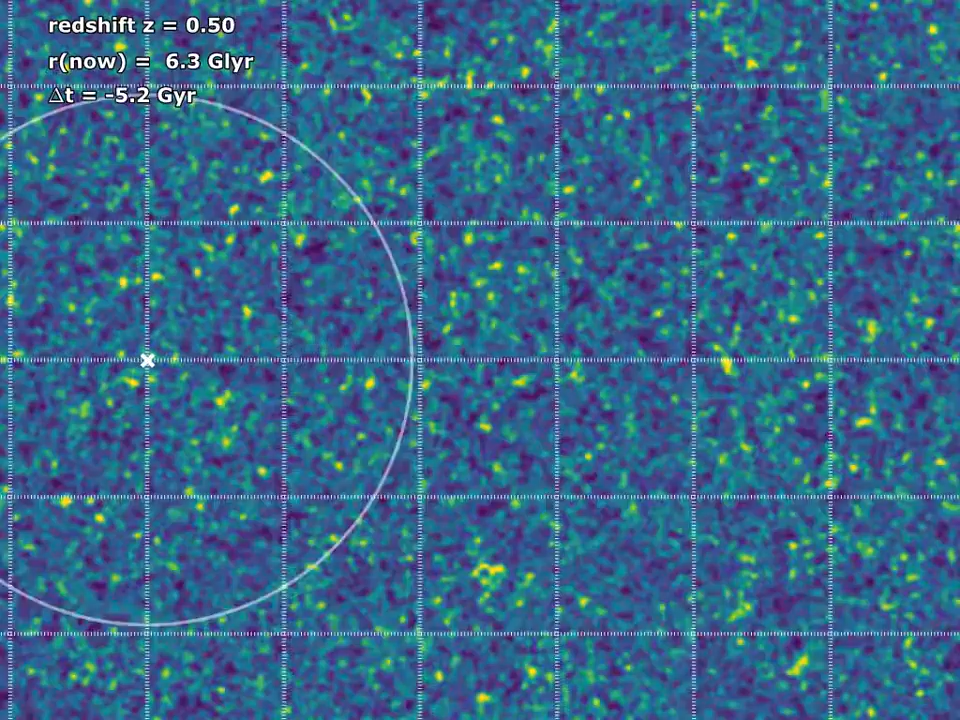 redshift z = 0.50
r(now) =  6.3 Glyr
Δt = -5.2 Gyr